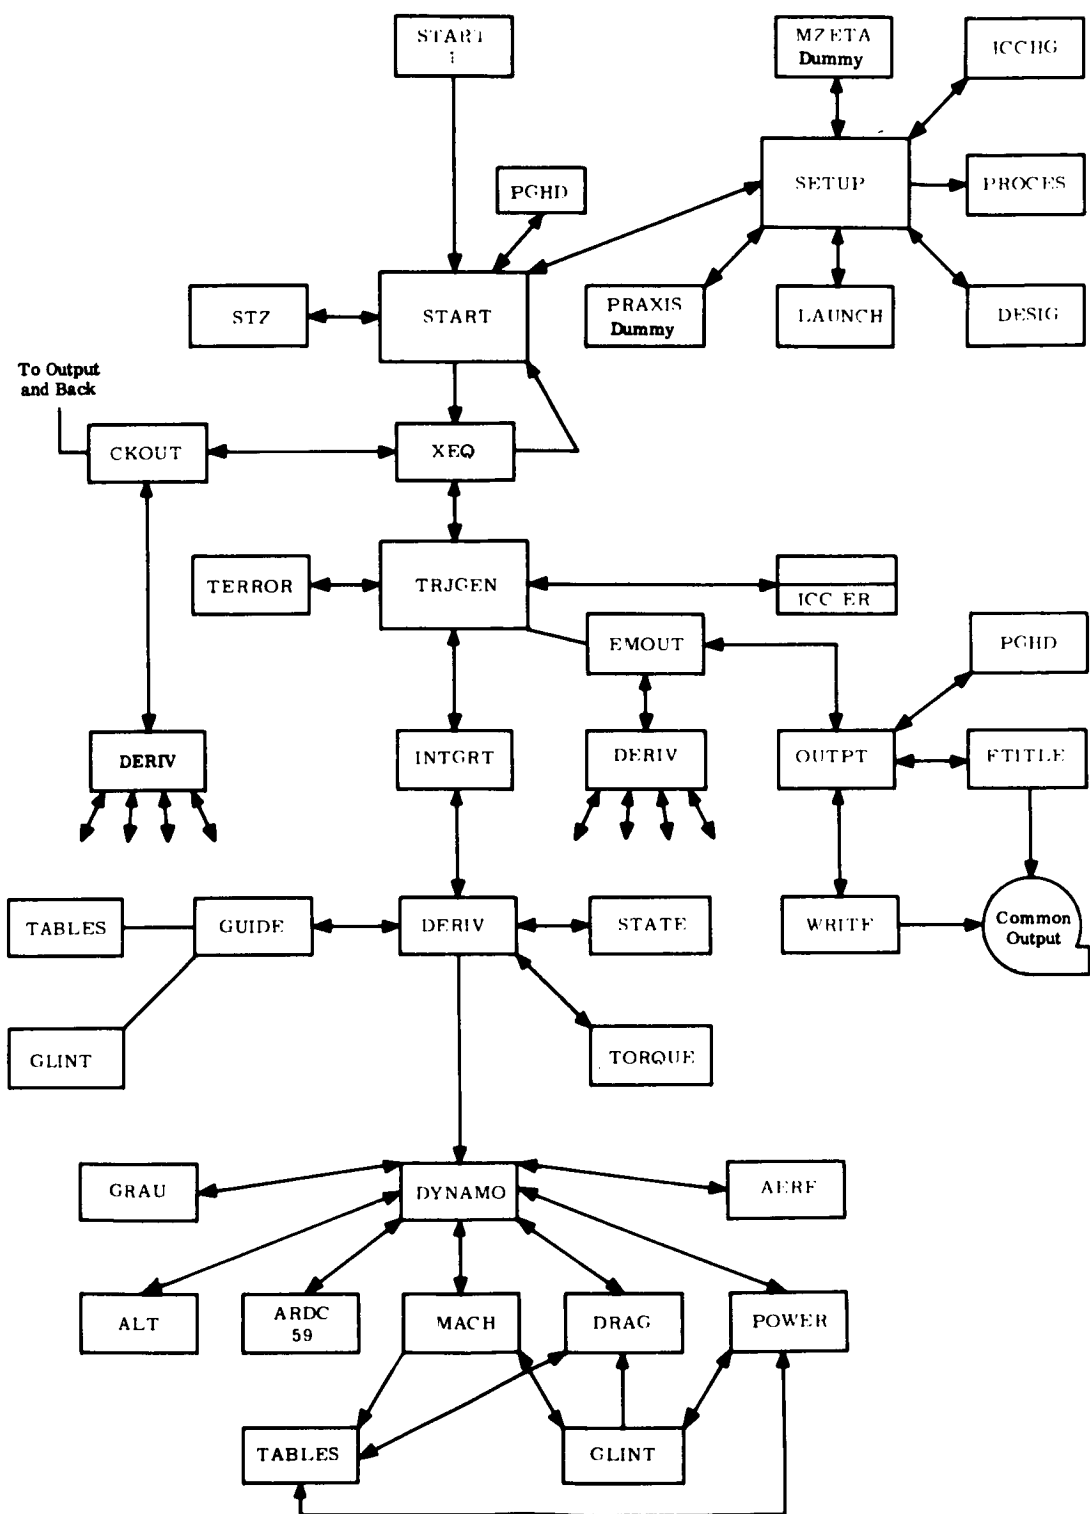 START
1
MZETA
Dummy
ICCHG
SETUP
PROCES
PGHD
STZ
START
PRAXIS
Dummy
LAUNCH
DESIG
To Output
and Back
CKOUT
XEQ
TERROR
TRJGEN
ICC ER
EMOUT
PGHD
DERIV
INTGRT
DERIV
OUTPT
FTITLE
TABLES
GUIDE
DERIV
STATE
WRITE
Common
Output
GLINT
TORQUE
GRAU
DYNAMO
AERF
ALT
ARDC
59
MACH
DRAG
POWER
TABLES
GLINT